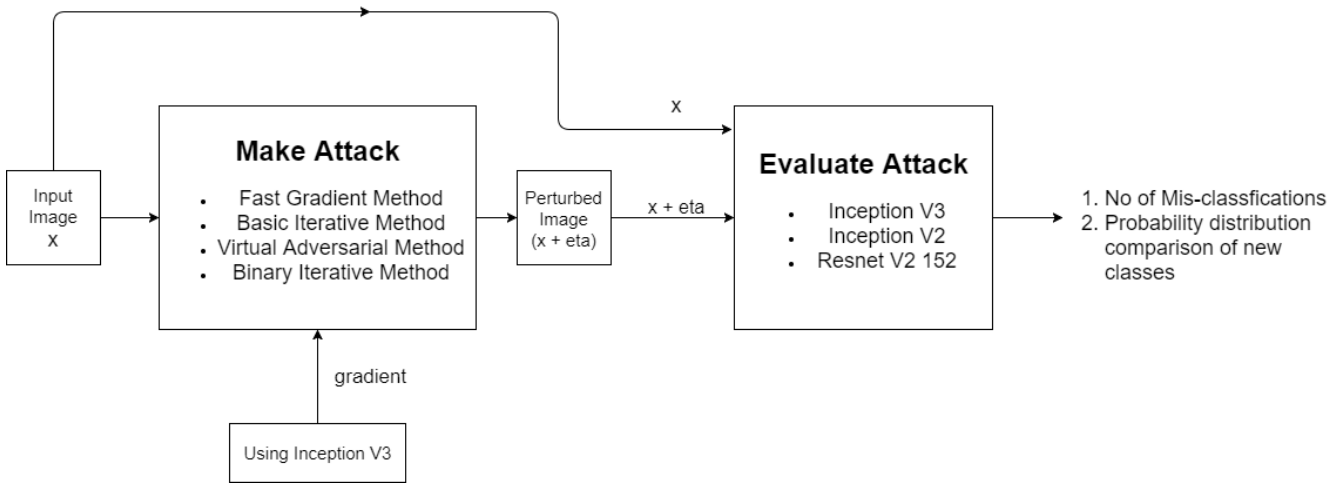 Input
Image
x
Make Attack
• Fast Gradient Method
• Basic Iterative Method
• Virtual Adversarial Method
• Binary Iterative Method
gradient
Using Inception V3
Perturbed
Image
(x + eta)
x
x + eta
Evaluate Attack
• Inception V3
• Inception V2
• Resnet V2 152
1. No of Mis-classfications
2. Probability distribution
comparison of new
classes